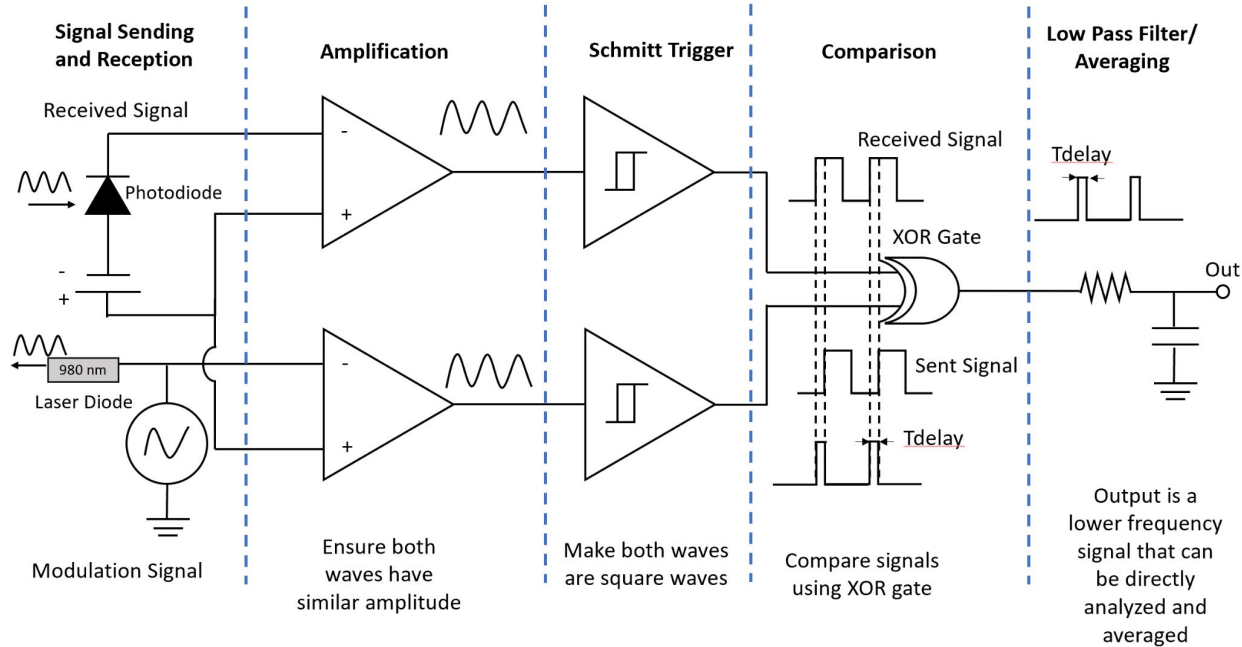 Signal Sending
and Reception
Amplification
Schmitt Trigger
Comparison
Low Pass Filter/
Averaging
Received Signal
-
+
Photodiode
-
+
980 nm
Laser Diode
-
+
Modulation Signal
Ensure both
waves have
similar amplitude
Make both waves
are square waves
Received Signal
XOR Gate
Sent Signal
Tdelay
Compare signals
using XOR gate
Tdelay
Out
Output is a
lower frequency
signal that can
be directly
analyzed and
averaged